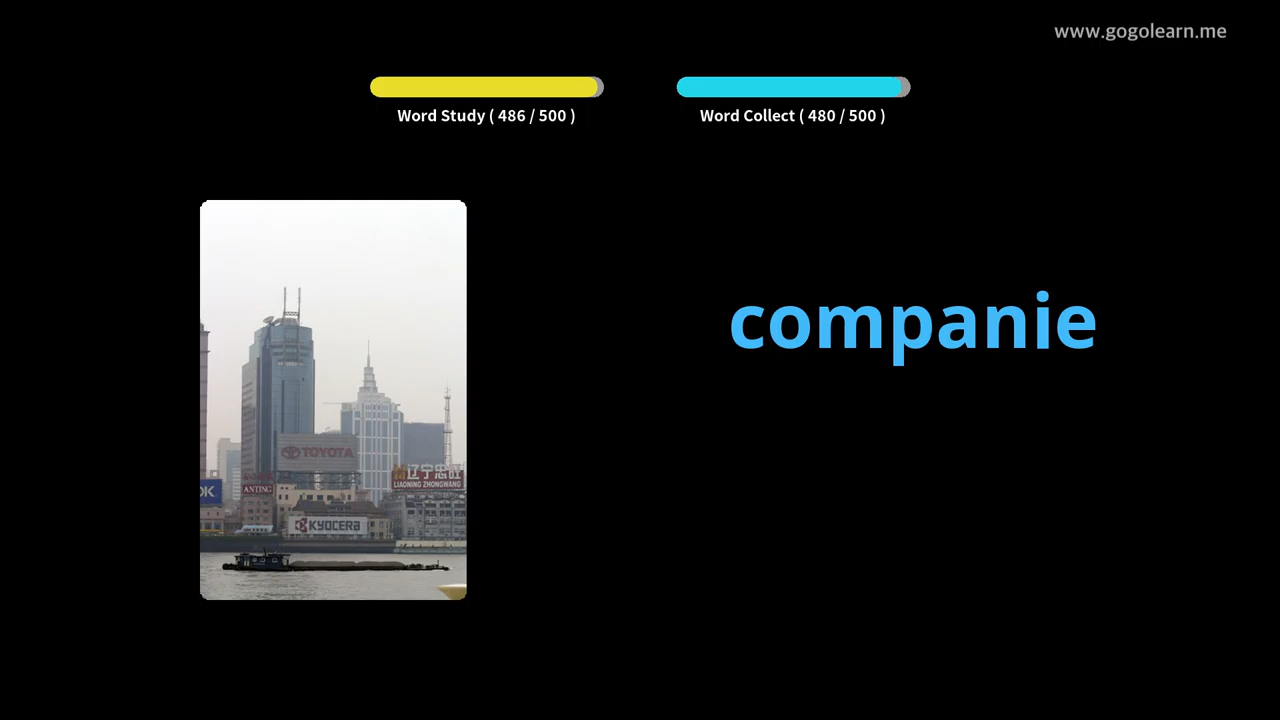 www.gogolearn.me
Word Study ( 486 / 500 )
Word Collect ( 480 / 500 )
companie
TOYOTA
辽宁忠旺
LIAONING ZHONGWANG
ANTING
OK
KYOCERA